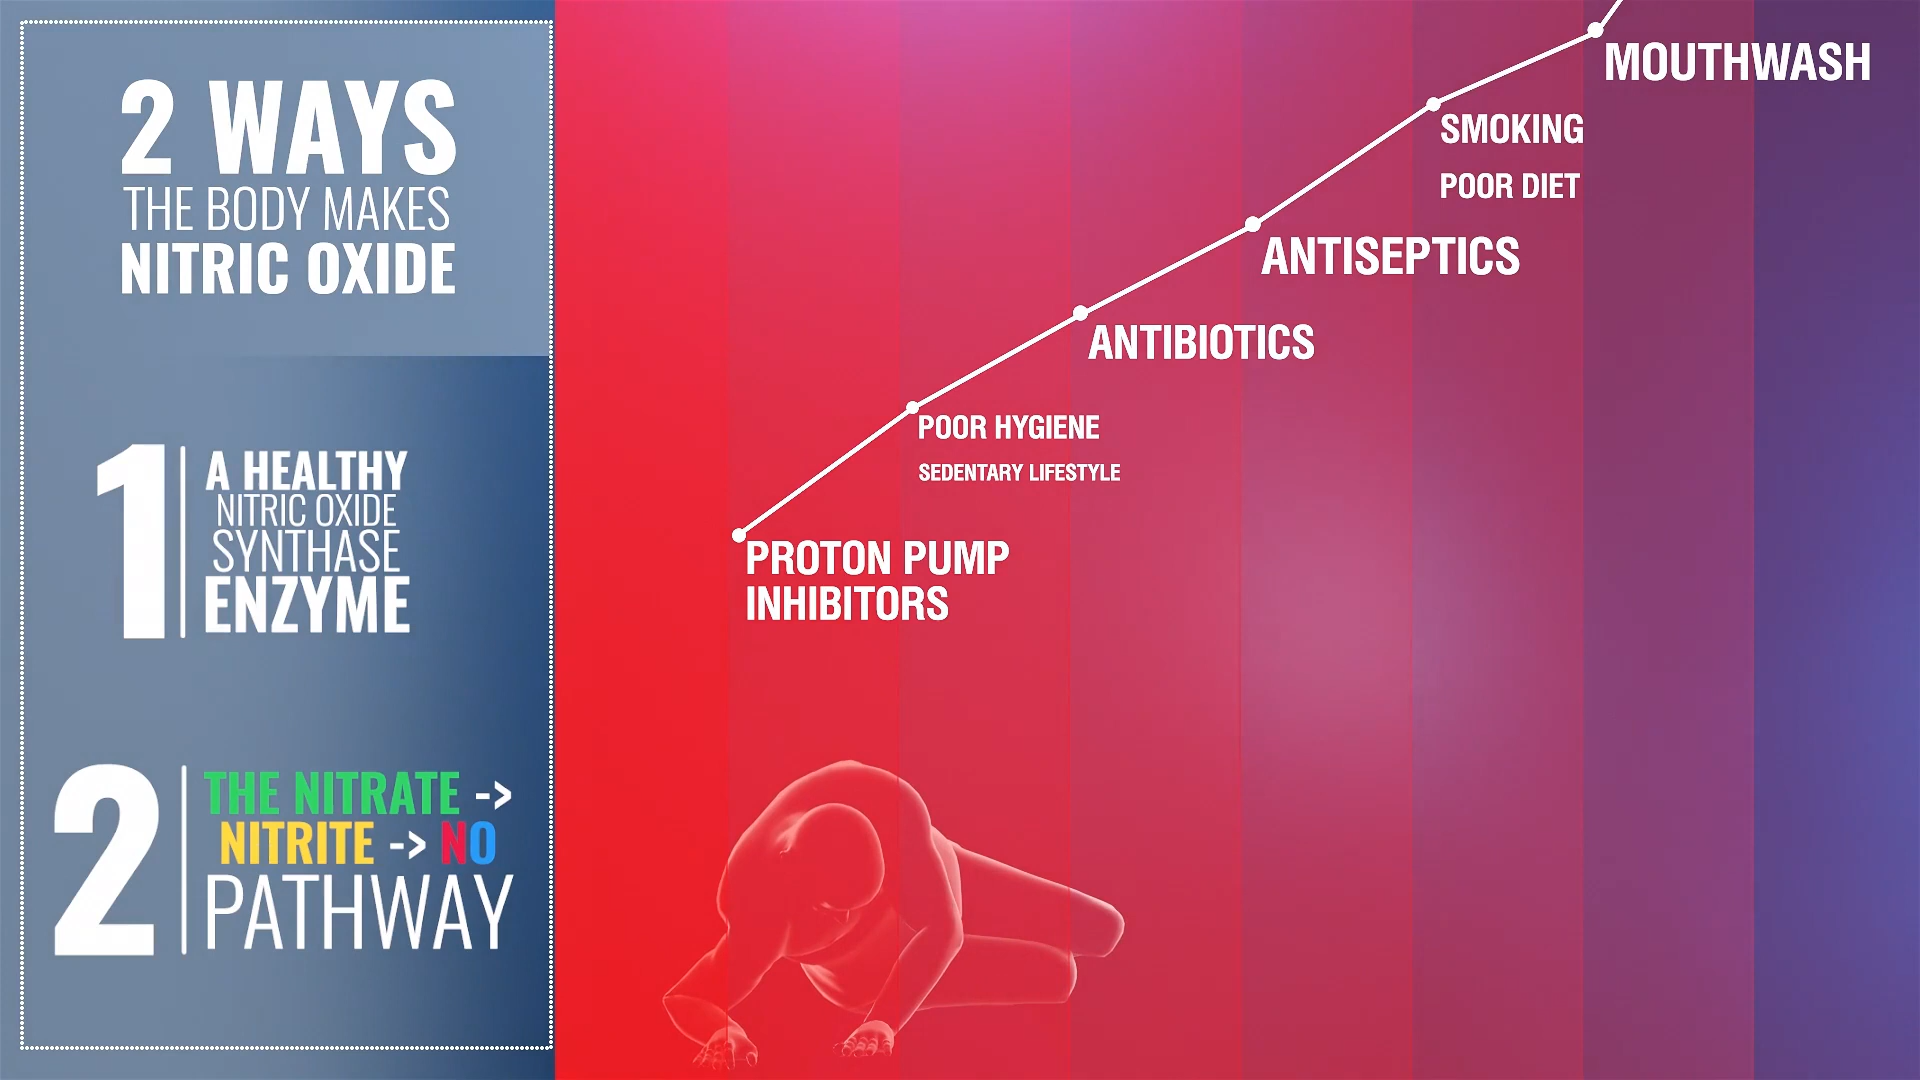 2 WAYS
THE BODY MAKES
NITRIC OXIDE
1
A HEALTHY
NITRIC OXIDE
SYNTHASE
ENZYME
2
THE NITRATE ->
NITRITE -> NO
PATHWAY
MOUTHWASH
SMOKING
POOR DIET
ANTISEPTICS
ANTIBIOTICS
POOR HYGIENE
SEDENTARY LIFESTYLE
PROTON PUMP
INHIBITORS